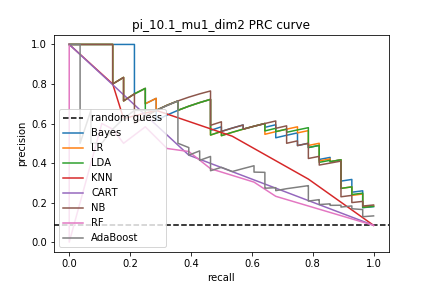 pi_10.1_mu1_dim2 PRC curve
precision
1.0
0.8
0.6
0.4
0.2
0.0
random guess
Bayes
LR
LDA
KNN
CART
NB
RF
AdaBoost
0.0 0.2 0.4 0.6 0.8 1.0
recall